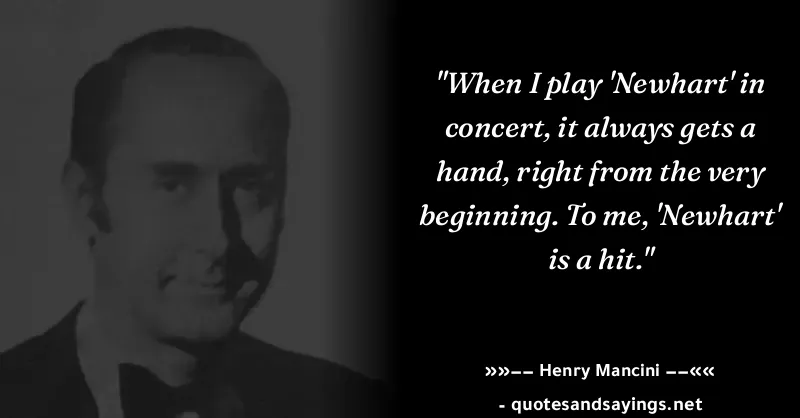 "When I play 'Newhart' in
concert, it always gets a
hand, right from the very
beginning. To me, 'Newhart'
is a hit."
»»−− Henry Mancini −−««
- quotesandsayings.net